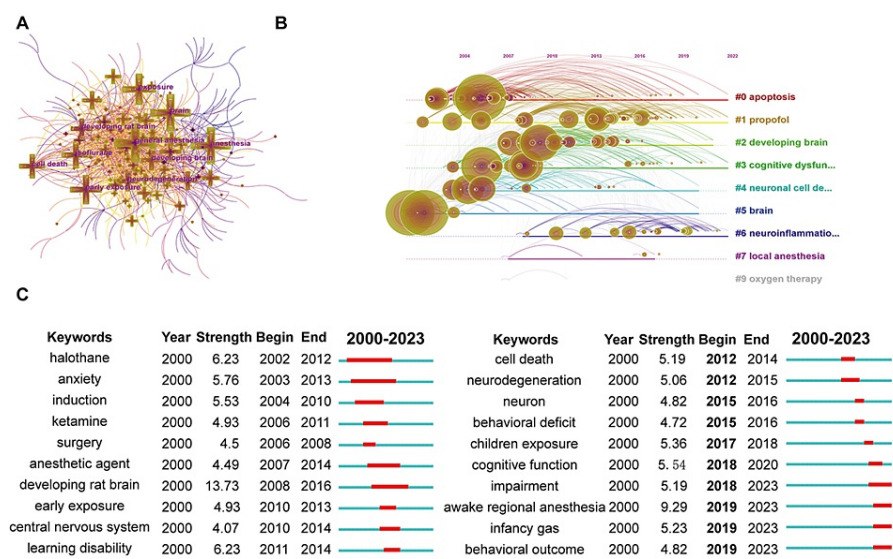 A
B
exposure
brain
developing rat brain
general anesthesia
anesthesia
isoflurane
developing brain
cell death
neurodegeneration
early exposure
2004 2007 2010 2013 2016 2019 2022
#0 apoptosis
#1 propofol
#2 developing brain
#3 cognitive dysfun...
#4 neuronal cell de...
#5 brain
#6 neuroinflammatio...
#7 local anesthesia
#9 oxygen therapy
C
Keywords Year Strength Begin End 2000-2023
halothane 2000 6.23 2002 2012
anxiety 2000 5.76 2003 2013
induction 2000 5.53 2004 2010
ketamine 2000 4.93 2006 2011
surgery 2000 4.5 2006 2008
anesthetic agent 2000 4.49 2007 2014
developing rat brain 2000 13.73 2008 2016
early exposure 2000 4.93 2010 2013
central nervous system 2000 4.07 2010 2014
learning disability 2000 6.23 2011 2014
Keywords Year Strength Begin End 2000-2023
cell death 2000 5.19 2012 2014
neurodegeneration 2000 5.06 2012 2015
neuron 2000 4.82 2015 2016
behavioral deficit 2000 4.72 2015 2016
children exposure 2000 5.36 2017 2018
cognitive function 2000 5.54 2018 2020
impairment 2000 5.19 2018 2023
awake regional anesthesia 2000 9.29 2019 2023
infancy gas 2000 5.23 2019 2023
behavioral outcome 2000 4.82 2019 2023